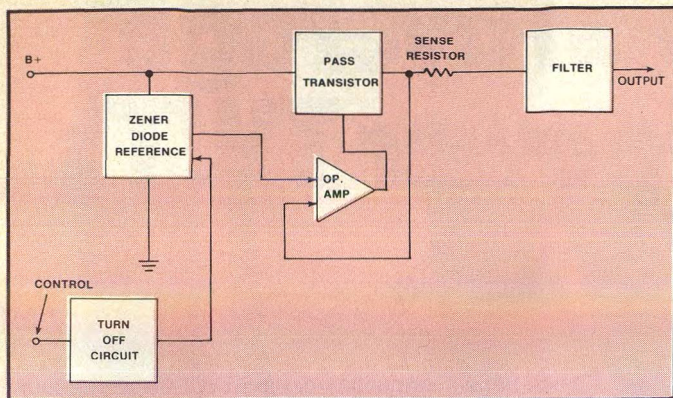 B+
PASS
TRANSISTOR
SENSE
RESISTOR
FILTER
OUTPUT
ZENER
DIODE
REFERENCE
OP.
AMP
CONTROL
TURN
OFF
CIRCUIT